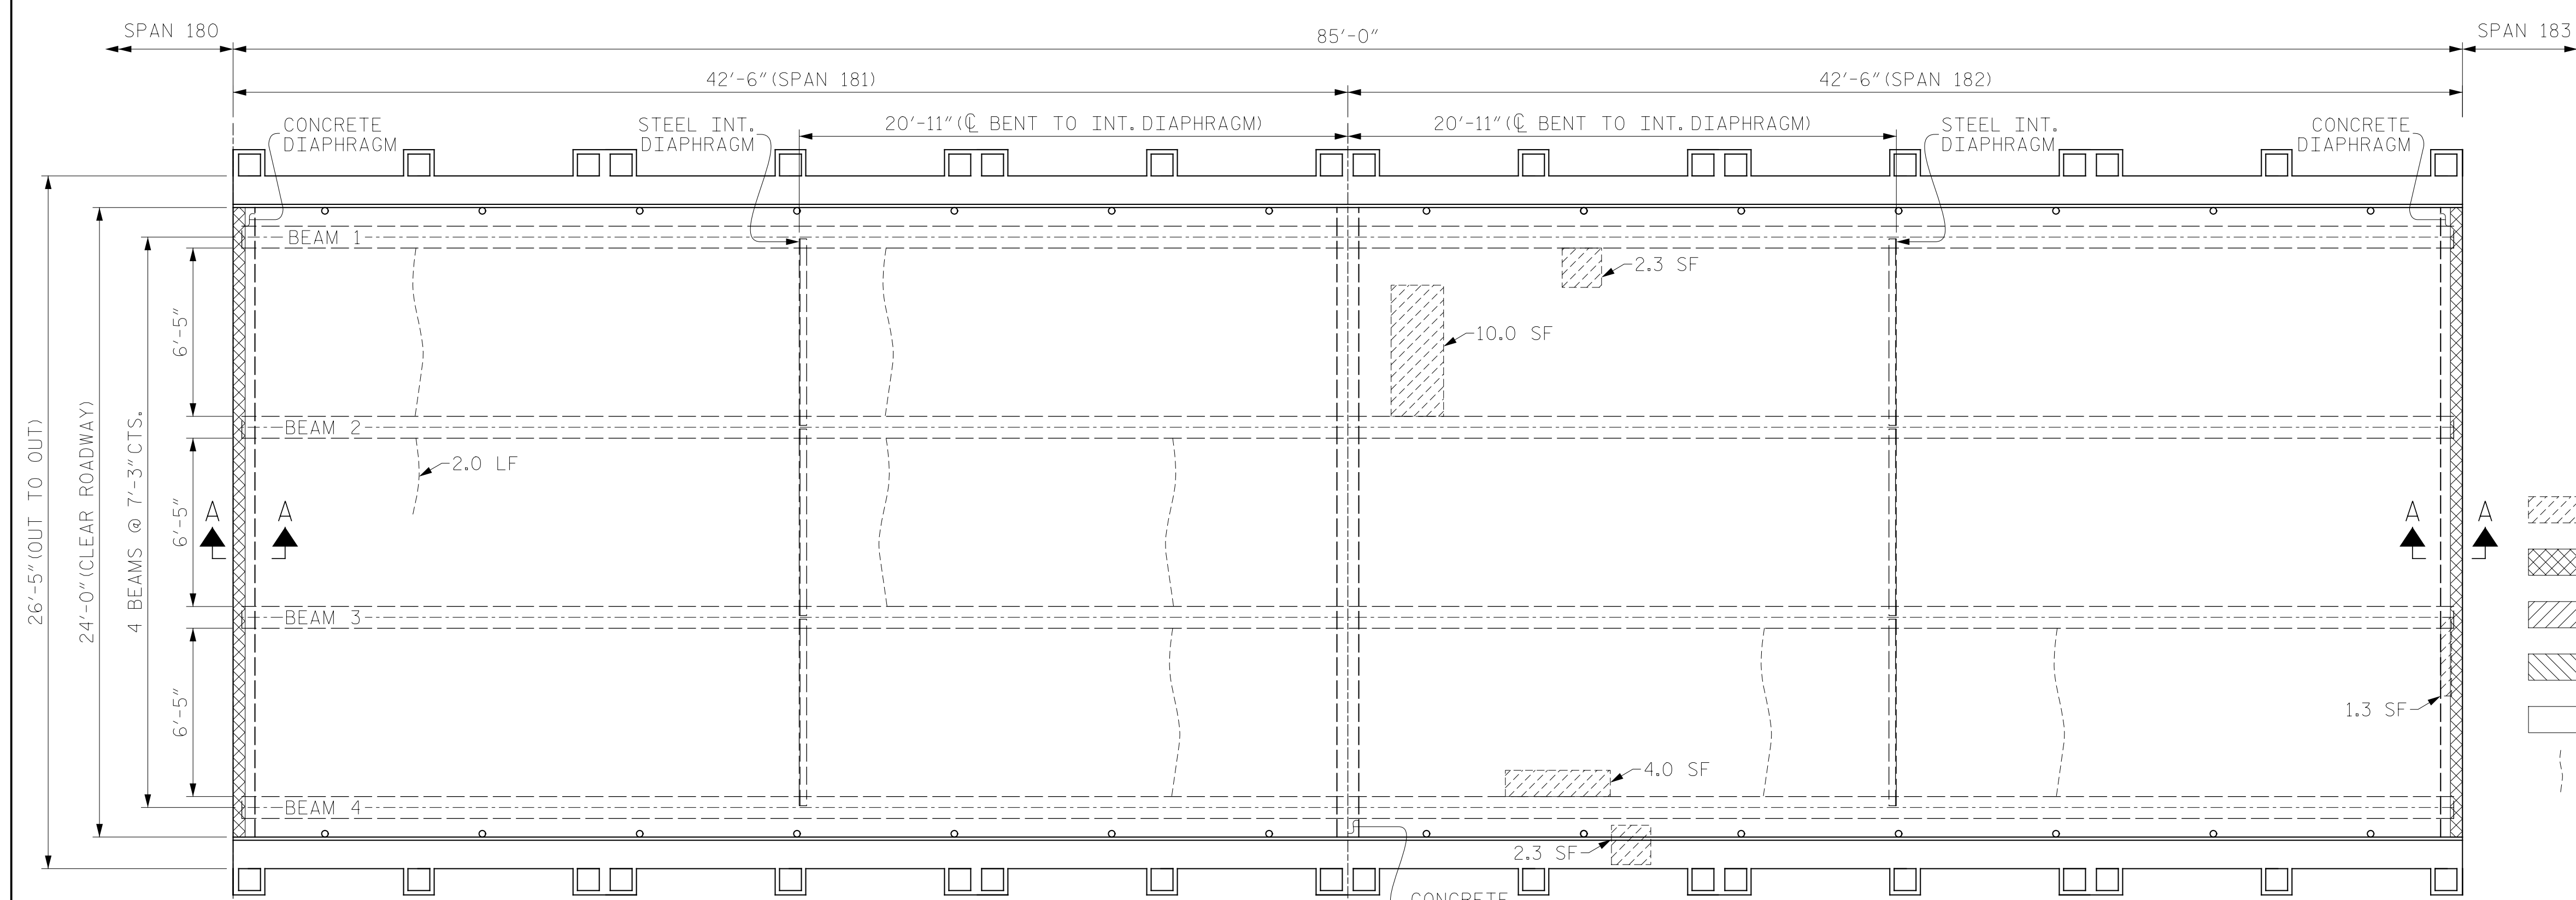 SPAN 180
85'-0"
SPAN 183
42'-6" (SPAN 181)
42'-6" (SPAN 182)
CONCRETE
DIAPHRAGM
STEEL INT.
DIAPHRAGM
20'-11" (℄ BENT TO INT. DIAPHRAGM)
20'-11" (℄ BENT TO INT. DIAPHRAGM)
STEEL INT.
DIAPHRAGM
CONCRETE
DIAPHRAGM
BEAM 1
2.3 SF
10.0 SF
6'-5"
BEAM 2
2.0 LF
26'-5" (OUT TO OUT)
24'-0" (CLEAR ROADWAY)
4 BEAMS @ 7'-3" CTS.
6'-5"
A
A
A
A
BEAM 3
6'-5"
1.3 SF
4.0 SF
BEAM 4
2.3 SF
CONCRETE